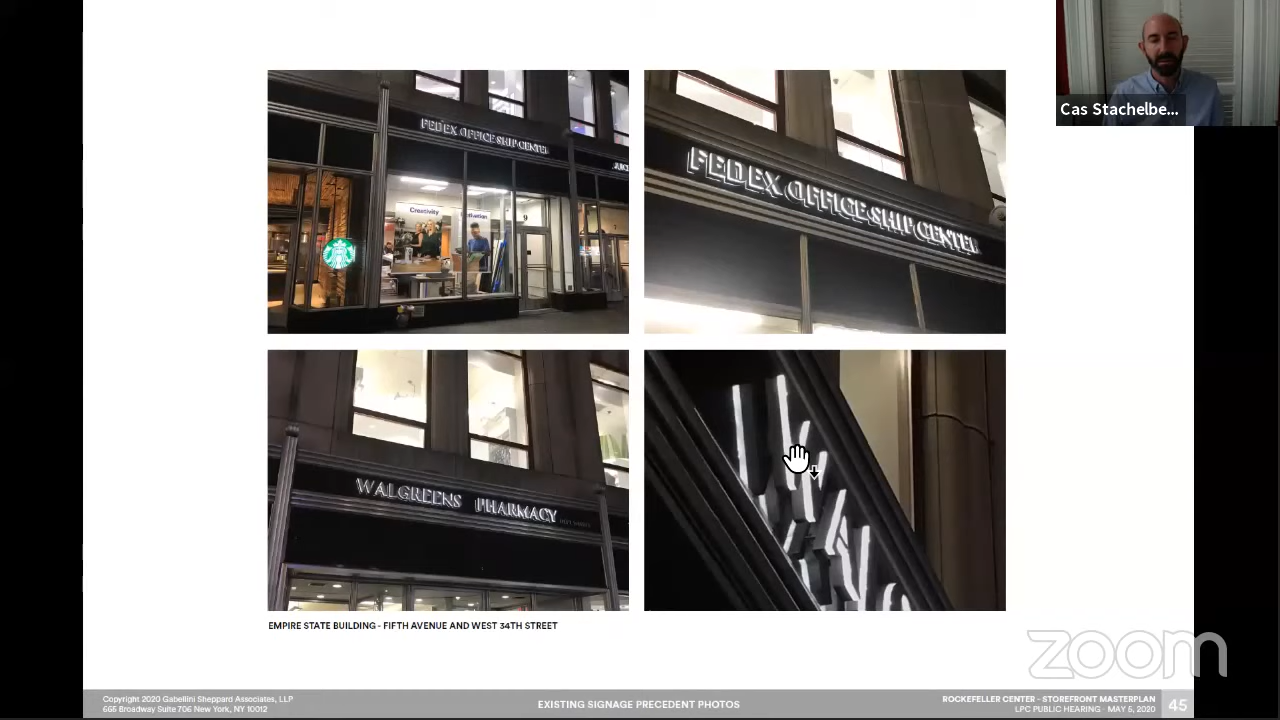 Cas Stachelbe...
FEDEX OFFICE SHIP CENTER
Creativity
9
FEDEX OFFICE SHIP CENTER
WALGREENS PHARMACY
EMPIRE STATE BUILDING - FIFTH AVENUE AND WEST 34TH STREET
zoom
Copyright 2020 Gabellini Sheppard Associates, LLP
665 Broadway Suite 706 New York, NY 10012
EXISTING SIGNAGE PRECEDENT PHOTOS
ROCKEFELLER CENTER - STOREFRONT MASTERPLAN
LPC PUBLIC HEARING - MAY 5, 2020
45